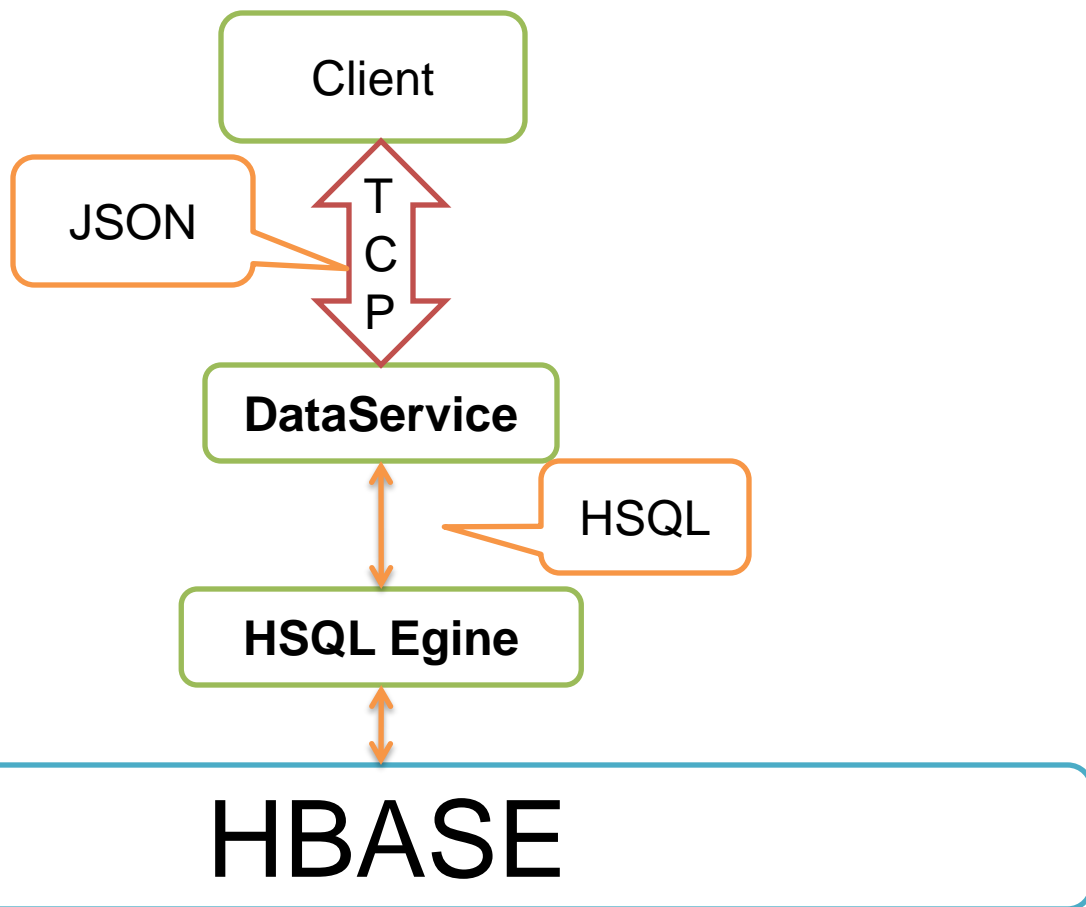 Client
JSON
T
C
P
DataService
HSQL
HSQL Egine
HBASE